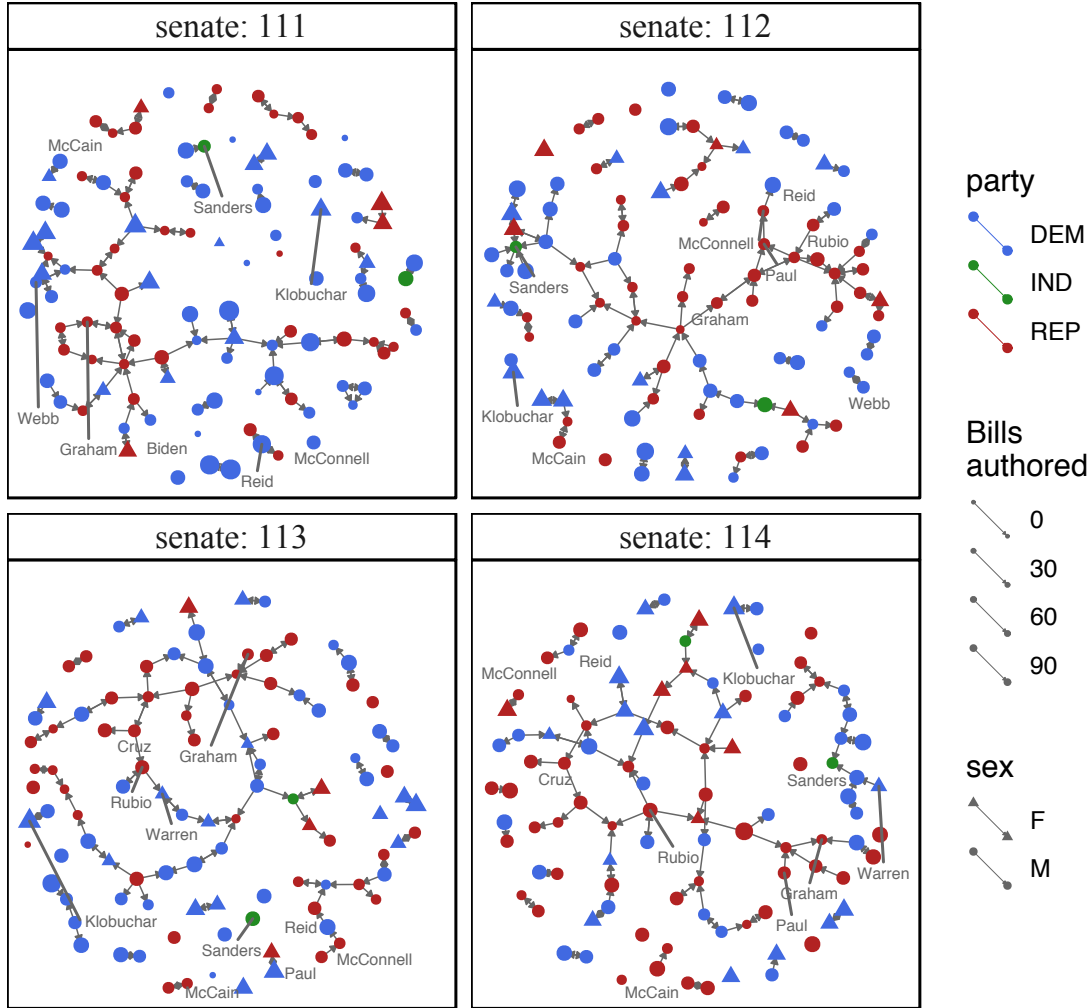 senate: 111
McCain
Sanders
Klobuchar
Webb
Graham
Biden
Reid
McConnell
senate: 112
Reid
McConnell
Rubio
Paul
Sanders
Graham
Klobuchar
Webb
McCain
senate: 113
Cruz
Graham
Rubio
Warren
Klobuchar
Sanders
Reid
McConnell
Paul
McCain
senate: 114
McConnell
Reid
Klobuchar
Cruz
Sanders
Rubio
Warren
Graham
Paul
McCain
party
DEM
IND
REP
Bills
authored
0
30
60
90
sex
F
M